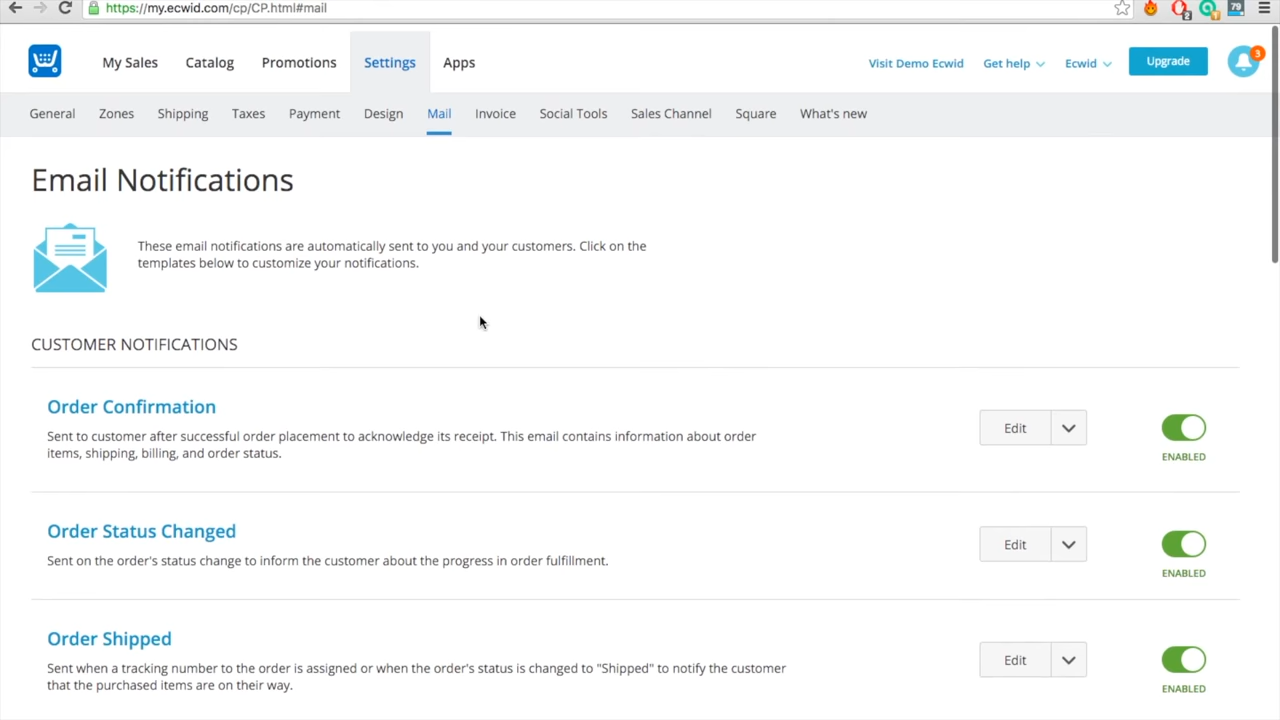 https://my.ecwid.com/cp/CP.html#mail
2
1
79
My Sales Catalog Promotions Settings Apps Visit Demo Ecwid Get help Ecwid Upgrade 3
General Zones Shipping Taxes Payment Design Mail Invoice Social Tools Sales Channel Square What's new
Email Notifications
These email notifications are automatically sent to you and your customers. Click on the
templates below to customize your notifications.
CUSTOMER NOTIFICATIONS
Order Confirmation
Sent to customer after successful order placement to acknowledge its receipt. This email contains information about order
items, shipping, billing, and order status.
Edit
ENABLED
Order Status Changed
Sent on the order's status change to inform the customer about the progress in order fulfillment.
Edit
ENABLED
Order Shipped
Sent when a tracking number to the order is assigned or when the order's status is changed to "Shipped" to notify the customer
that the purchased items are on their way.
Edit
ENABLED